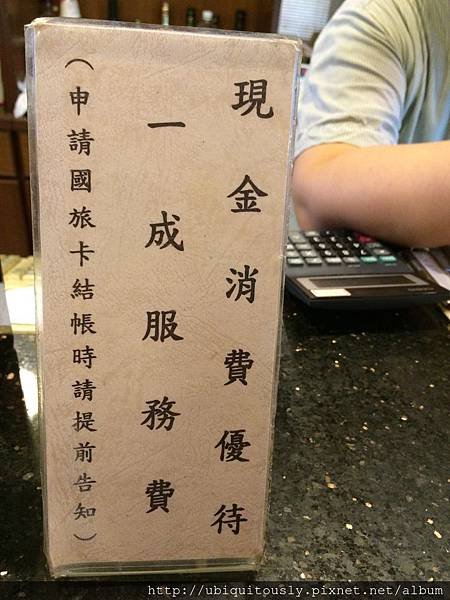 現金消費優待
一成服務費
(申請國旅卡結帳時請提前告知)
http://ubiquitously.pixnet.net/album